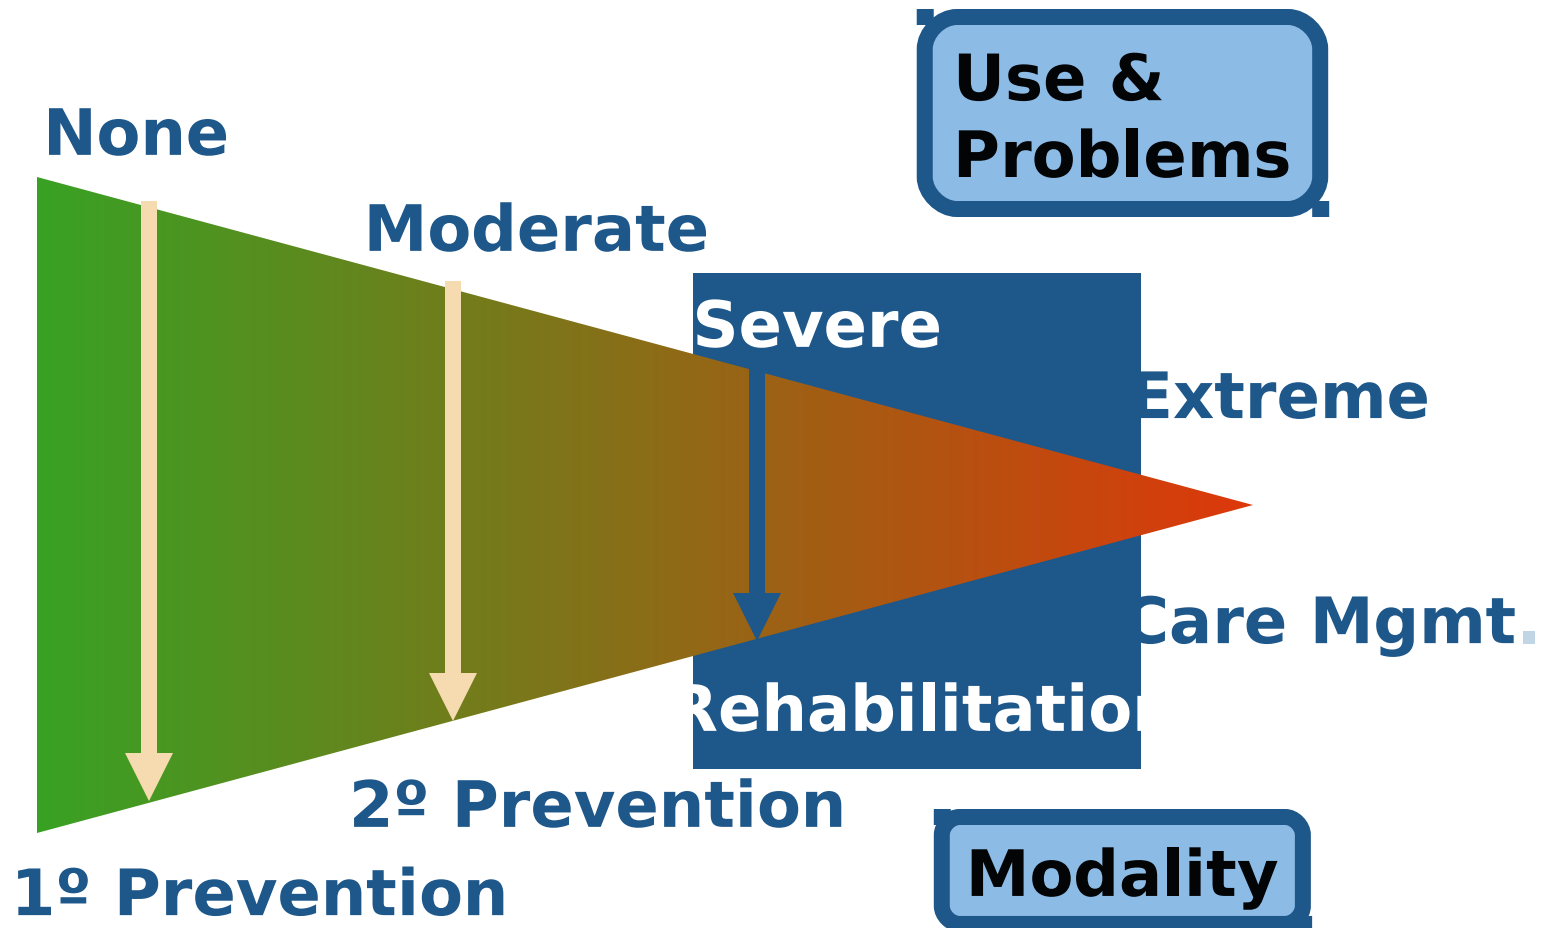 Use &
Problems
None
Moderate
Severe
Extreme
Care Mgmt.
Rehabilitation
2º Prevention
1º Prevention
Modality